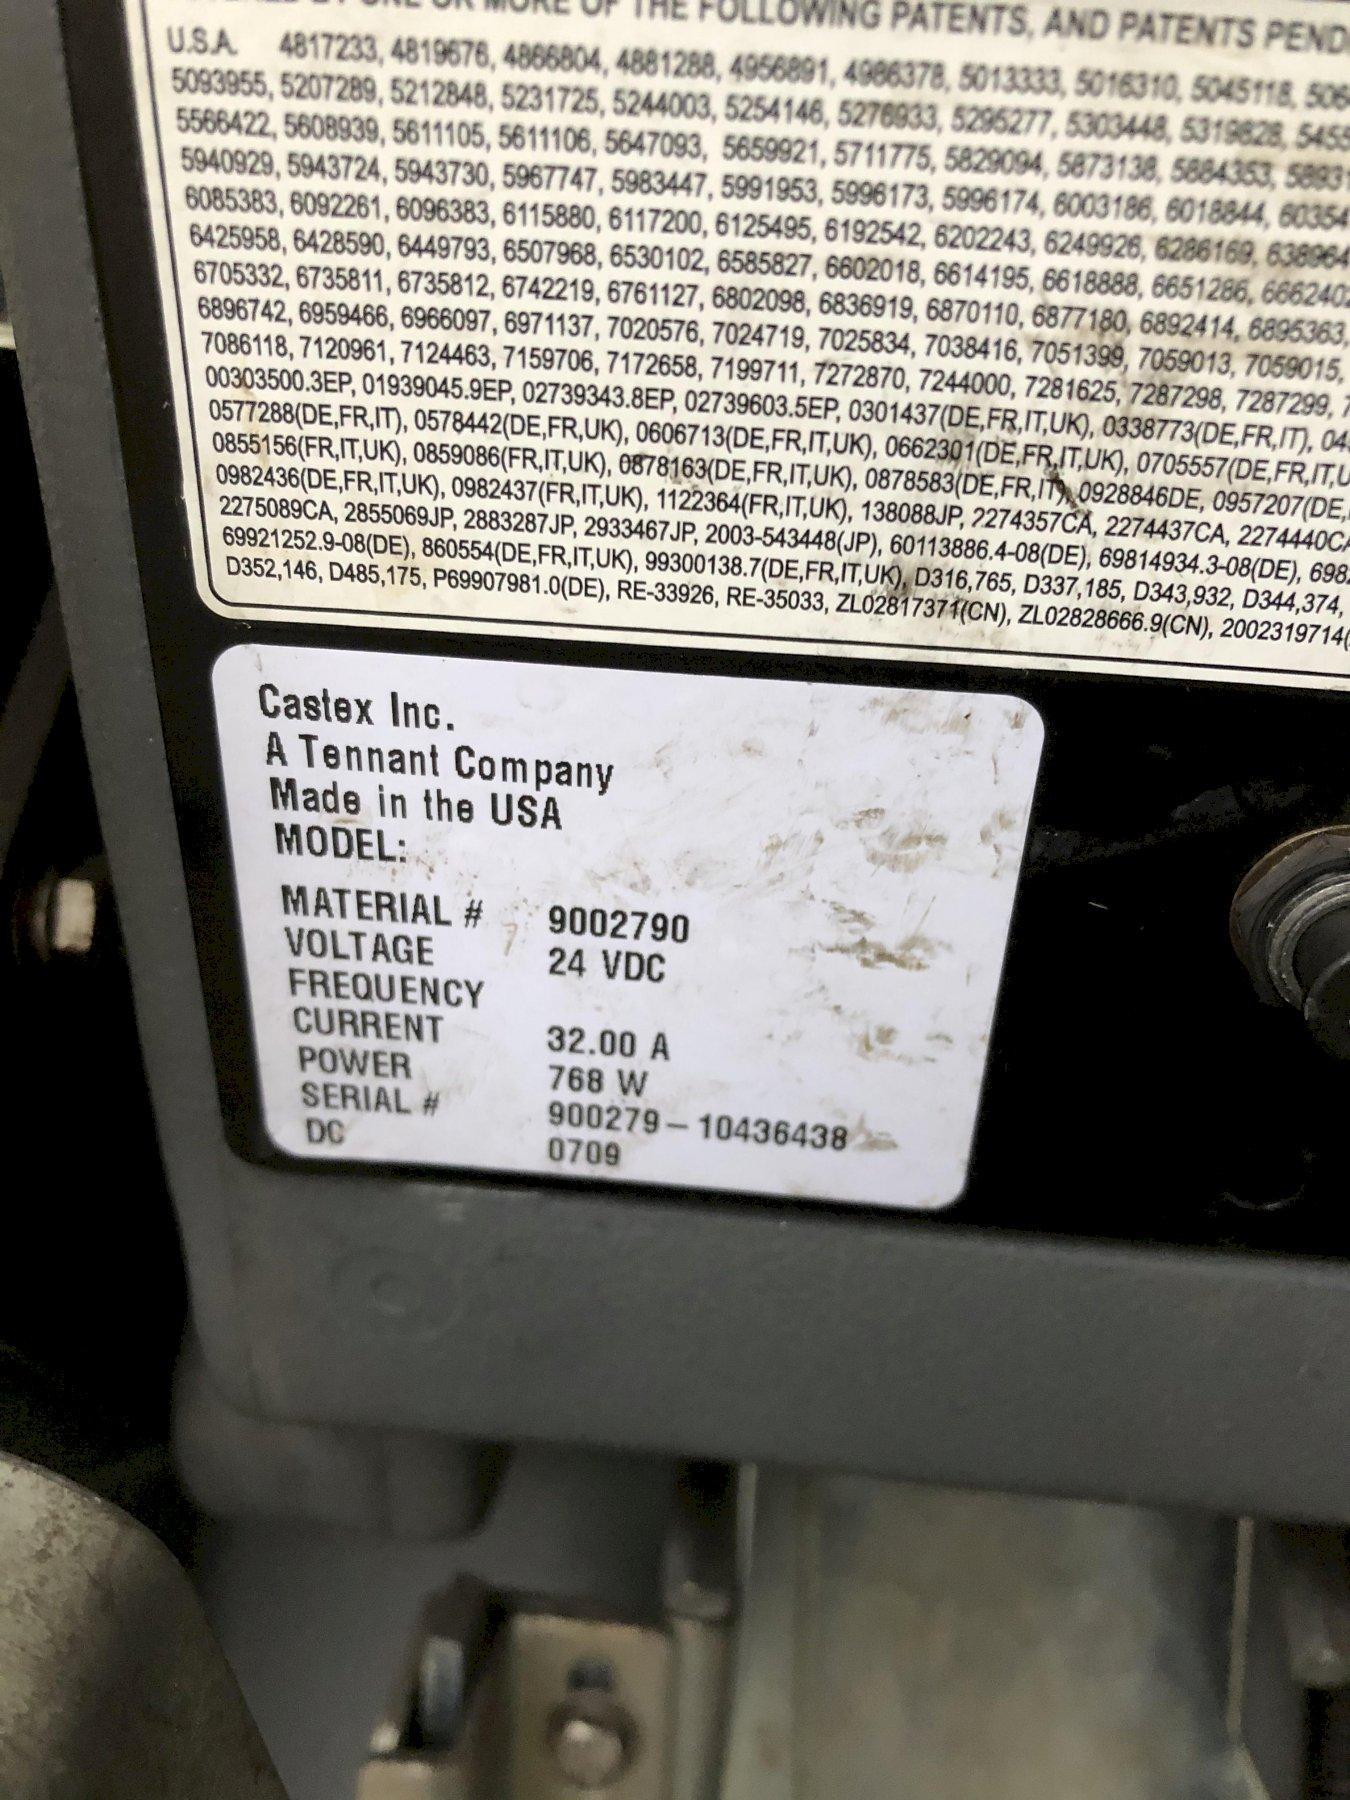 BY ONE OR MORE OF THE FOLLOWING PATENTS, AND PATENTS
U.S.A. 4817233, 4819676, 4866804, 4881288, 4956891, 4986378, 5013333, 5016310, 5045118,
5093955, 5207289, 5212848, 5231725, 5244003, 5254146, 5276933, 5295277, 5303448, 5319828,
5566422, 5608939, 5611105, 5611106, 5647093, 5659921, 5711775, 5829094, 5873138, 5884353,
5940929, 5943724, 5943730, 5967747, 5983447, 5991953, 5996173, 5996174, 6003186, 6018844,
6085383, 6092261, 6096383, 6115880, 6117200, 6125495, 6192542, 6202243, 6249926, 6286169,
6425958, 6428590, 6449793, 6507968, 6530102, 6585827, 6602018, 6614195, 6618888, 6651286,
6705332, 6735811, 6735812, 6742219, 6761127, 6802098, 6836919, 6870110, 6877180, 6892414, 6895363,
6896742, 6959466, 6966097, 6971137, 7020576, 7024719, 7025834, 7038416, 7051399, 7059013, 7059015,
7086118, 7120961, 7124463, 7159706, 7172658, 7199711, 7272870, 7244000, 7281625, 7287298, 7287299,
00303500.3EP, 01939045.9EP, 02739343.8EP, 02739603.5EP, 0301437(DE,FR,IT,UK), 0338773(DE,FR,IT),
0577288(DE,FR,IT), 0578442(DE,FR,UK), 0606713(DE,FR,IT,UK), 0662301(DE,FR,IT,UK), 0705557(DE,FR,IT,
0855156(FR,IT,UK), 0859086(FR,IT,UK), 0878163(DE,FR,IT,UK), 0878583(DE,FR,IT), 0928846DE, 0957207(DE,
0982436(DE,FR,IT,UK), 0982437(FR,IT,UK), 1122364(FR,IT,UK), 138088JP, 2274357CA, 2274437CA, 2274440CA
2275089CA, 2855069JP, 2883287JP, 2933467JP, 2003-543448(JP), 60113886.4-08(DE), 69814934.3-08(DE),
69921252.9-08(DE), 860554(DE,FR,IT,UK), 99300138.7(DE,FR,IT,UK), D316,765, D337,185, D343,932, D344,374,
D352,146, D485,175, P69907981.0(DE), RE-33926, RE-35033, ZL02817371(CN), ZL02828666.9(CN), 2002319714(
Castex Inc.
A Tennant Company
Made in the USA
MODEL:
MATERIAL # 9002790
VOLTAGE 24 VDC
FREQUENCY
CURRENT 32.00 A
POWER 768 W
SERIAL # 900279-10436438
DC 0709